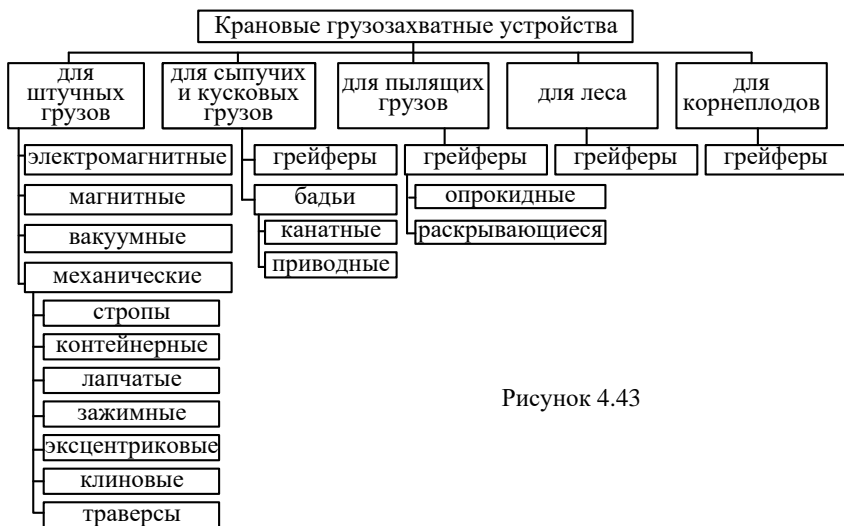 Крановые грузозахватные устройства
для
штучных
грузов
для сыпучих
и кусковых
грузов
для пылящих
грузов
для леса
для
корнеплодов
электромагнитные
магнитные
вакуумные
механические
стропы
контейнерные
лапчатые
зажимные
эксцентриковые
клиновые
траверсы
грейферы
бадьи
канатные
приводные
грейферы
опрокидные
раскрывающиеся
грейферы
грейферы
Рисунок 4.43